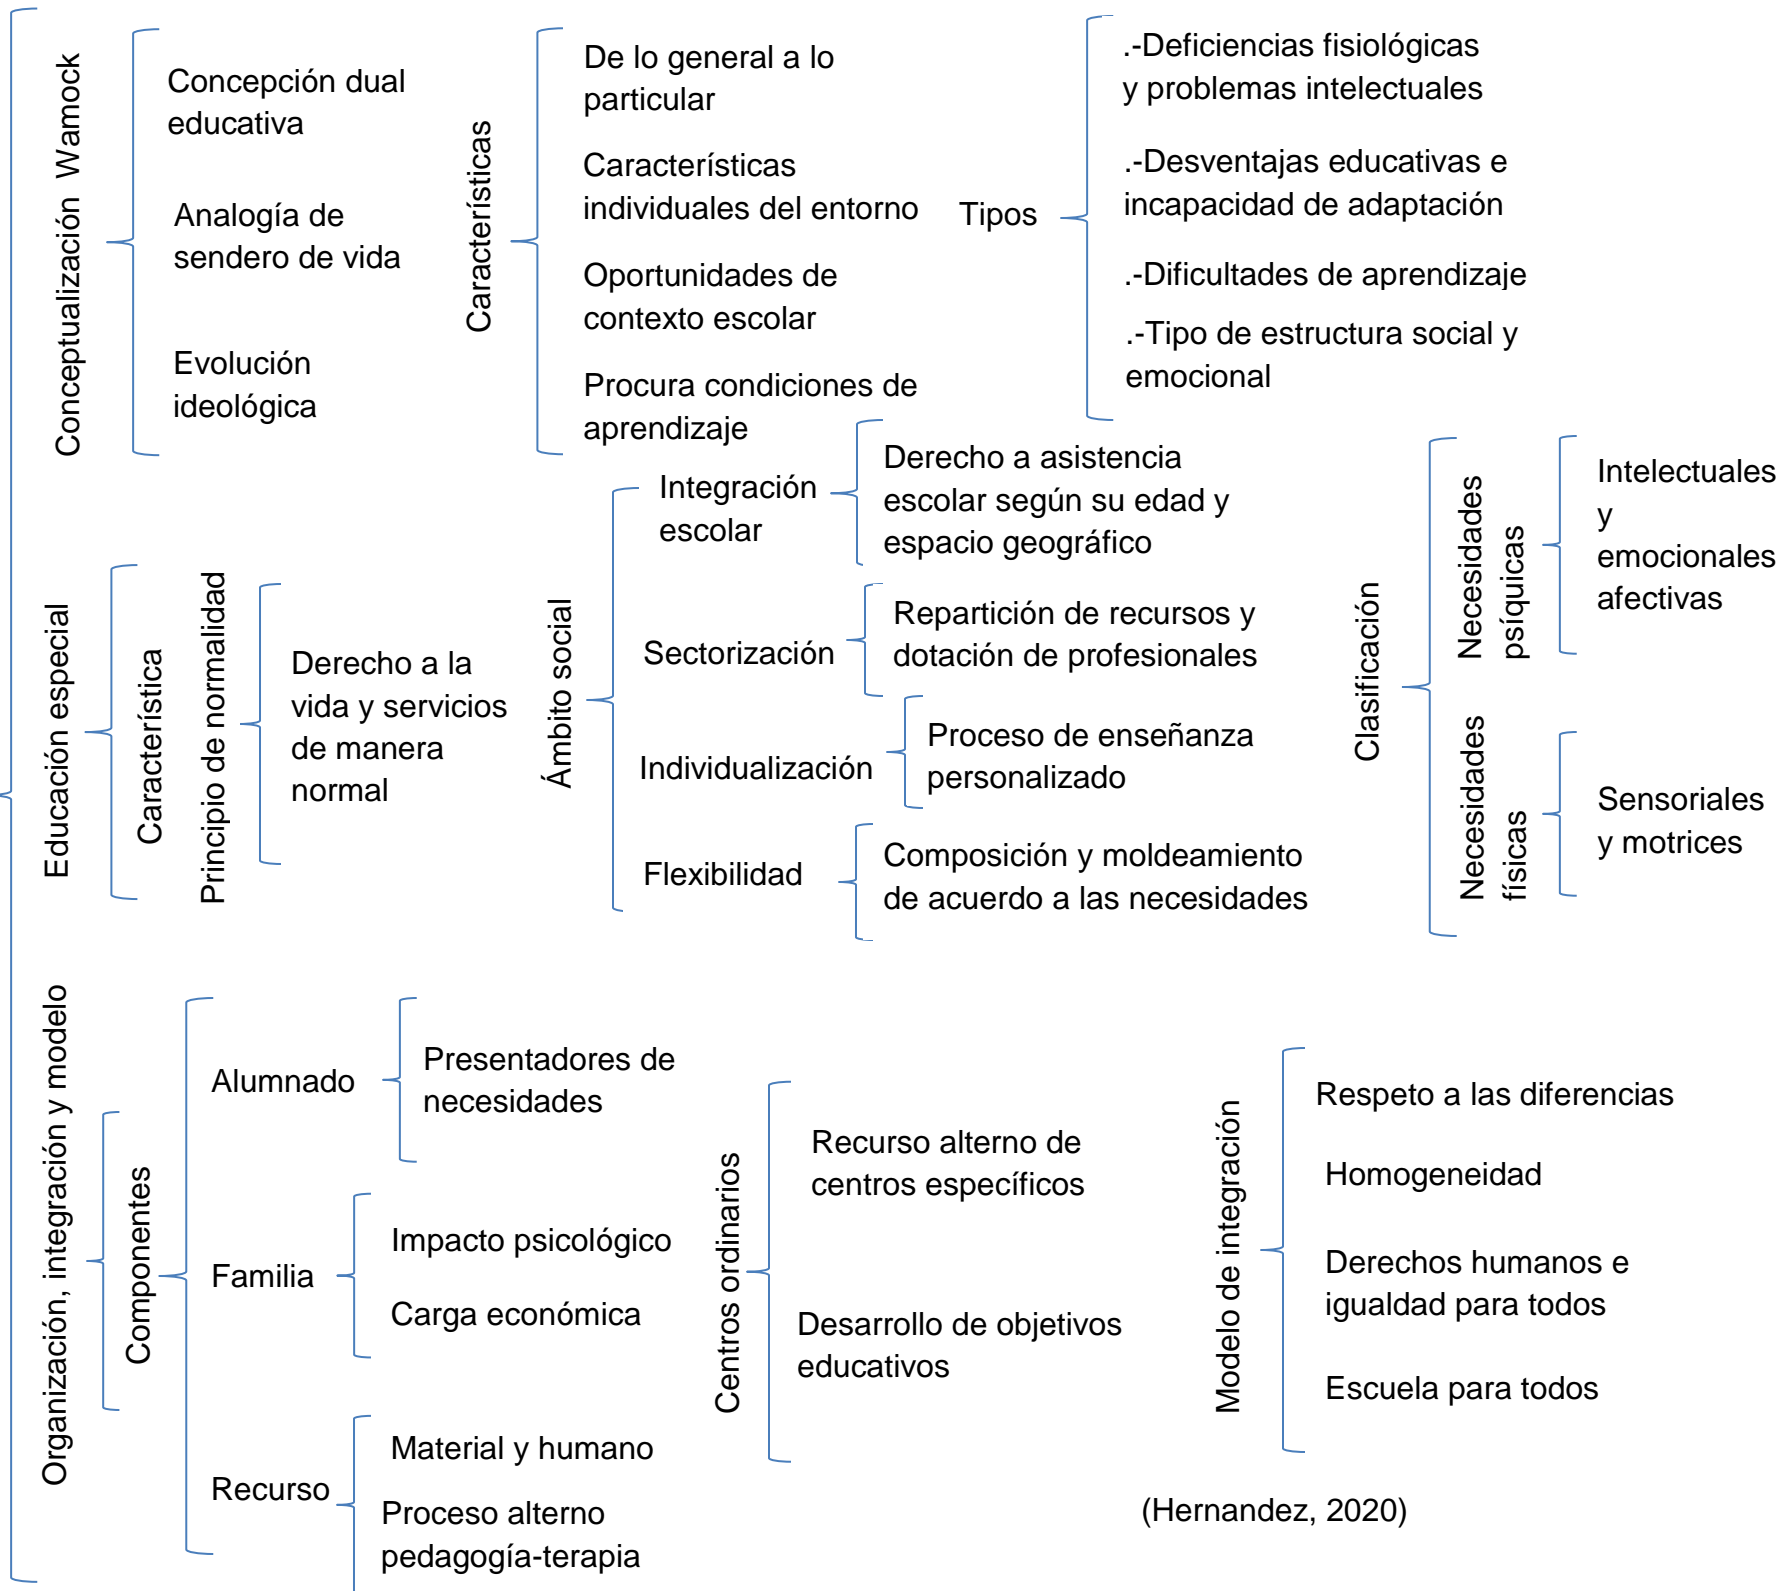 Conceptualización Wamock
Concepción dual
educativa
Analogía de
sendero de vida
Evolución
ideológica
Características
De lo general a lo
particular
Características
individuales del entorno
Oportunidades de
contexto escolar
Procura condiciones de
aprendizaje
Tipos
.-Deficiencias fisiológicas
y problemas intelectuales
.-Desventajas educativas e
incapacidad de adaptación
.-Dificultades de aprendizaje
.-Tipo de estructura social y
emocional
Educación especial
Característica
Principio de normalidad
Derecho a la
vida y servicios
de manera
normal
Ámbito social
Integración
escolar
Derecho a asistencia
escolar según su edad y
espacio geográfico
Sectorización
Repartición de recursos y
dotación de profesionales
Individualización
Proceso de enseñanza
personalizado
Flexibilidad
Composición y moldeamiento
de acuerdo a las necesidades
Clasificación
Necesidades
psíquicas
Intelectuales
y
emocionales
afectivas
Necesidades
físicas
Sensoriales
y motrices
Organización, integración y modelo
Componentes
Alumnado
Presentadores de
necesidades
Familia
Impacto psicológico
Carga económica
Recurso
Material y humano
Proceso alterno
pedagogía-terapia
Centros ordinarios
Recurso alterno de
centros específicos
Desarrollo de objetivos
educativos
Modelo de integración
Respeto a las diferencias
Homogeneidad
Derechos humanos e
igualdad para todos
Escuela para todos
(Hernandez, 2020)